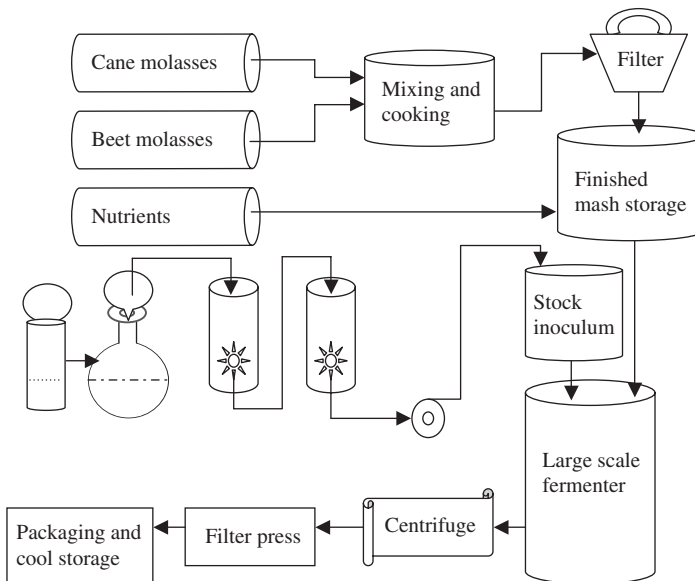 Cane molasses
Beet molasses
Mixing and
cooking
Filter
Nutrients
Finished
mash storage
Stock
inoculum
Large scale
fermenter
Centrifuge
Filter press
Packaging and
cool storage